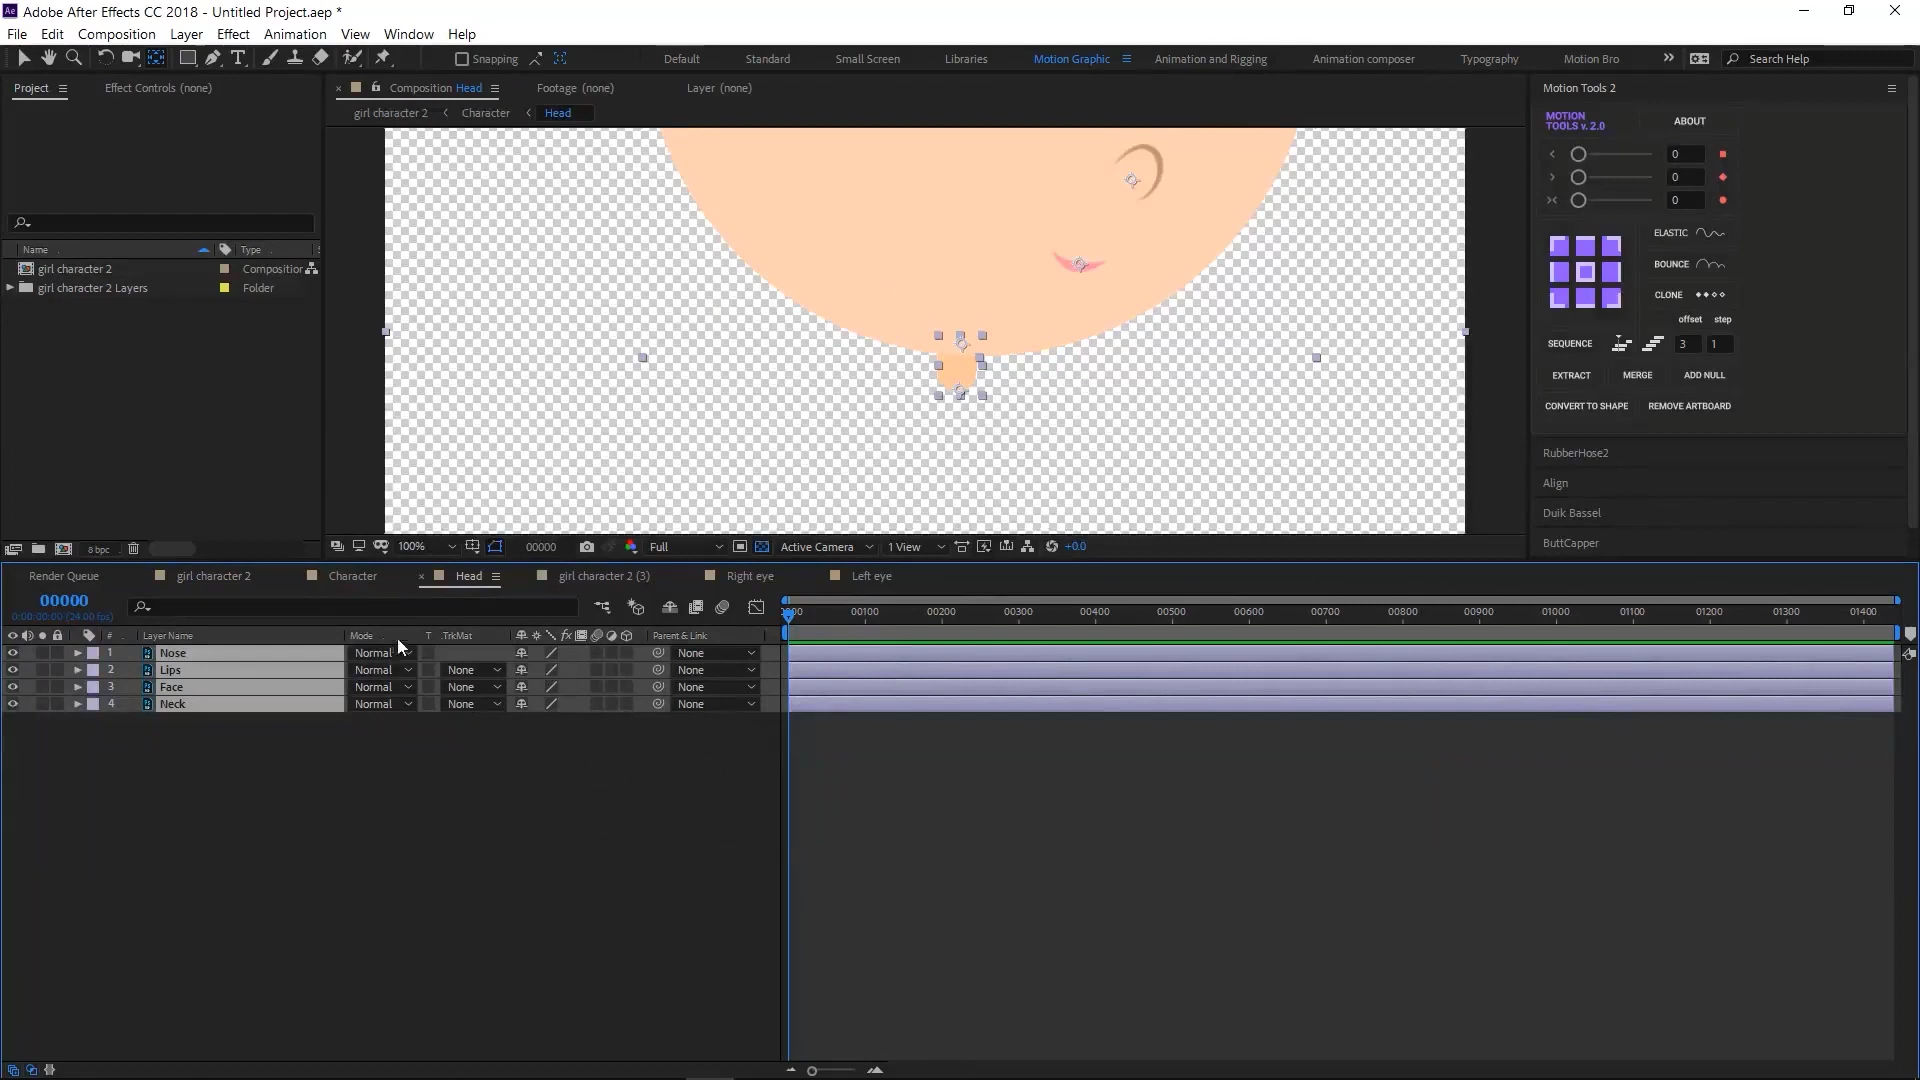 Adobe After Effects CC 2018 - Untitled Project.aep *
File Edit Composition Layer Effect Animation View Window Help
Snapping Default Standard Small Screen Libraries Motion Graphic Animation and Rigging Animation composer Typography Motion Bro Search Help
Project Effect Controls (none) Composition Head Footage (none) Layer (none) Motion Tools 2
girl character 2 Character Head
MOTION TOOLS v. 2.0 ABOUT
0
0
0
Name Type
girl character 2 Composition
girl character 2 Layers Folder
ELASTIC
BOUNCE
CLONE
offset step
SEQUENCE 3 1
EXTRACT MERGE ADD NULL
CONVERT TO SHAPE REMOVE ARTBOARD
RubberHose2
Align
Duik Bassel
ButtCapper
8 bpc 100% 00000 Full Active Camera 1 View +0.0
Render Queue girl character 2 Character Head girl character 2 (3) Right eye Left eye
00000
0:00:00:00 (24.00 fps)
00100 00200 00300 00400 00500 00600 00700 00800 00900 01000 01100 01200 01300 01400
# Layer Name Mode T .TrkMat fx Parent & Link
1 Nose Normal None
2 Lips Normal None None
3 Face Normal None None
4 Neck Normal None None